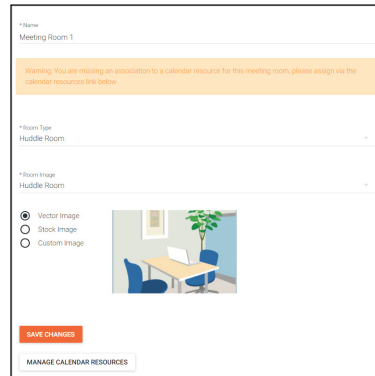 * Name
Meeting Room 1
Warning: You are missing an association to a calendar resource for this meeting room, please assign via the
calendar resources link below
* Room Type
Huddle Room
* Room Image
Huddle Room
Vector Image
Stock Image
Custom Image
SAVE CHANGES
MANAGE CALENDAR RESOURCES